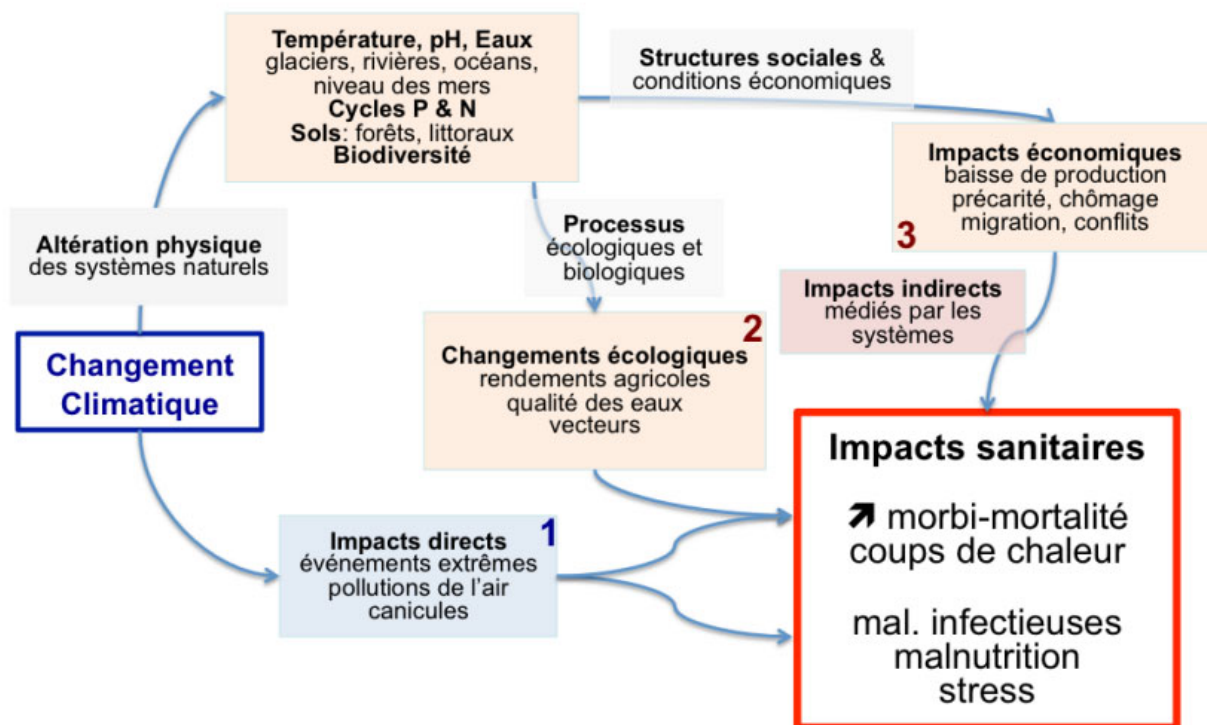 Température, pH, Eaux
glaciers, rivières, océans,
niveau des mers
Cycles P & N
Sols: forêts, littoraux
Biodiversité
Structures sociales &
conditions économiques
Impacts économiques
baisse de production
précarité, chômage
migration, conflits
3
Altération physique
des systèmes naturels
Processus
écologiques et
biologiques
Impacts indirects
médiés par les
systèmes
Changement
Climatique
2
Changements écologiques
rendements agricoles
qualité des eaux
vecteurs
1
Impacts directs
événements extrêmes
pollutions de l'air
canicules
Impacts sanitaires
↗ morbi-mortalité
coups de chaleur
mal. infectieuses
malnutrition
stress